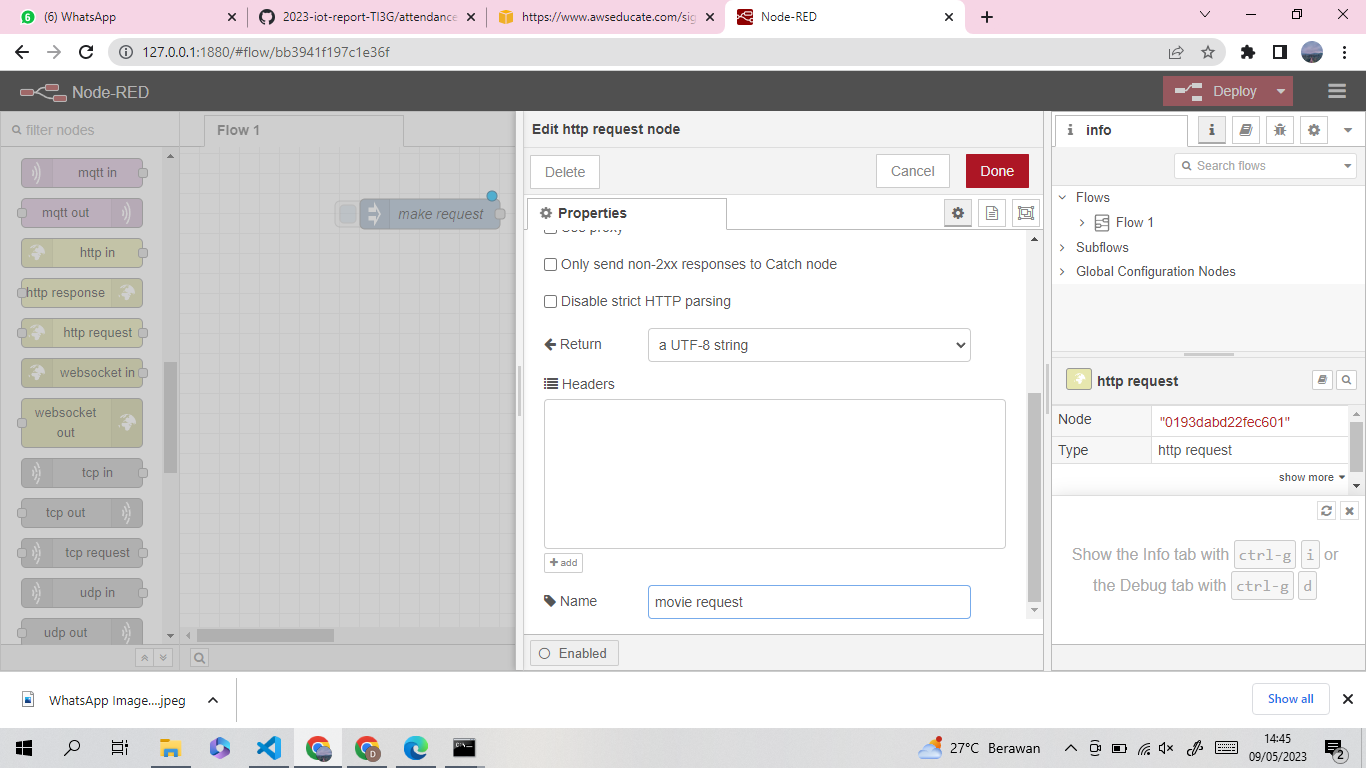 6
(6) WhatsApp
2023-iot-report-TI3G/attendance
https://www.awseducate.com/sig
Node-RED
127.0.0.1:1880/#flow/bb3941f197c1e36f
Node-RED
Deploy
filter nodes
Flow 1
Edit http request node
info
Delete
Cancel
Done
Search flows
mqtt in
mqtt out
http in
http response
http request
websocket in
websocket
out
tcp in
tcp out
tcp request
udp in
udp out
make request
Properties
Use proxy
Only send non-2xx responses to Catch node
Disable strict HTTP parsing
Return
a UTF-8 string
Headers
add
Name
movie request
Enabled
Flows
Flow 1
Subflows
Global Configuration Nodes
http request
Node
"0193dabd22fec601"
Type
http request
show more
Show the Info tab with ctrl-g i or
the Debug tab with ctrl-g d
WhatsApp Image....jpeg
Show all
D
C:\.
27°C Berawan
14:45
09/05/2023
2